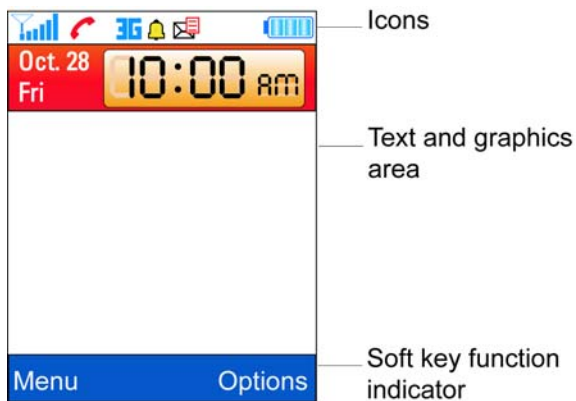 3G
Icons
Oct. 28
Fri
10:00 AM
Text and graphics
area
Menu
Options
Soft key function
indicator